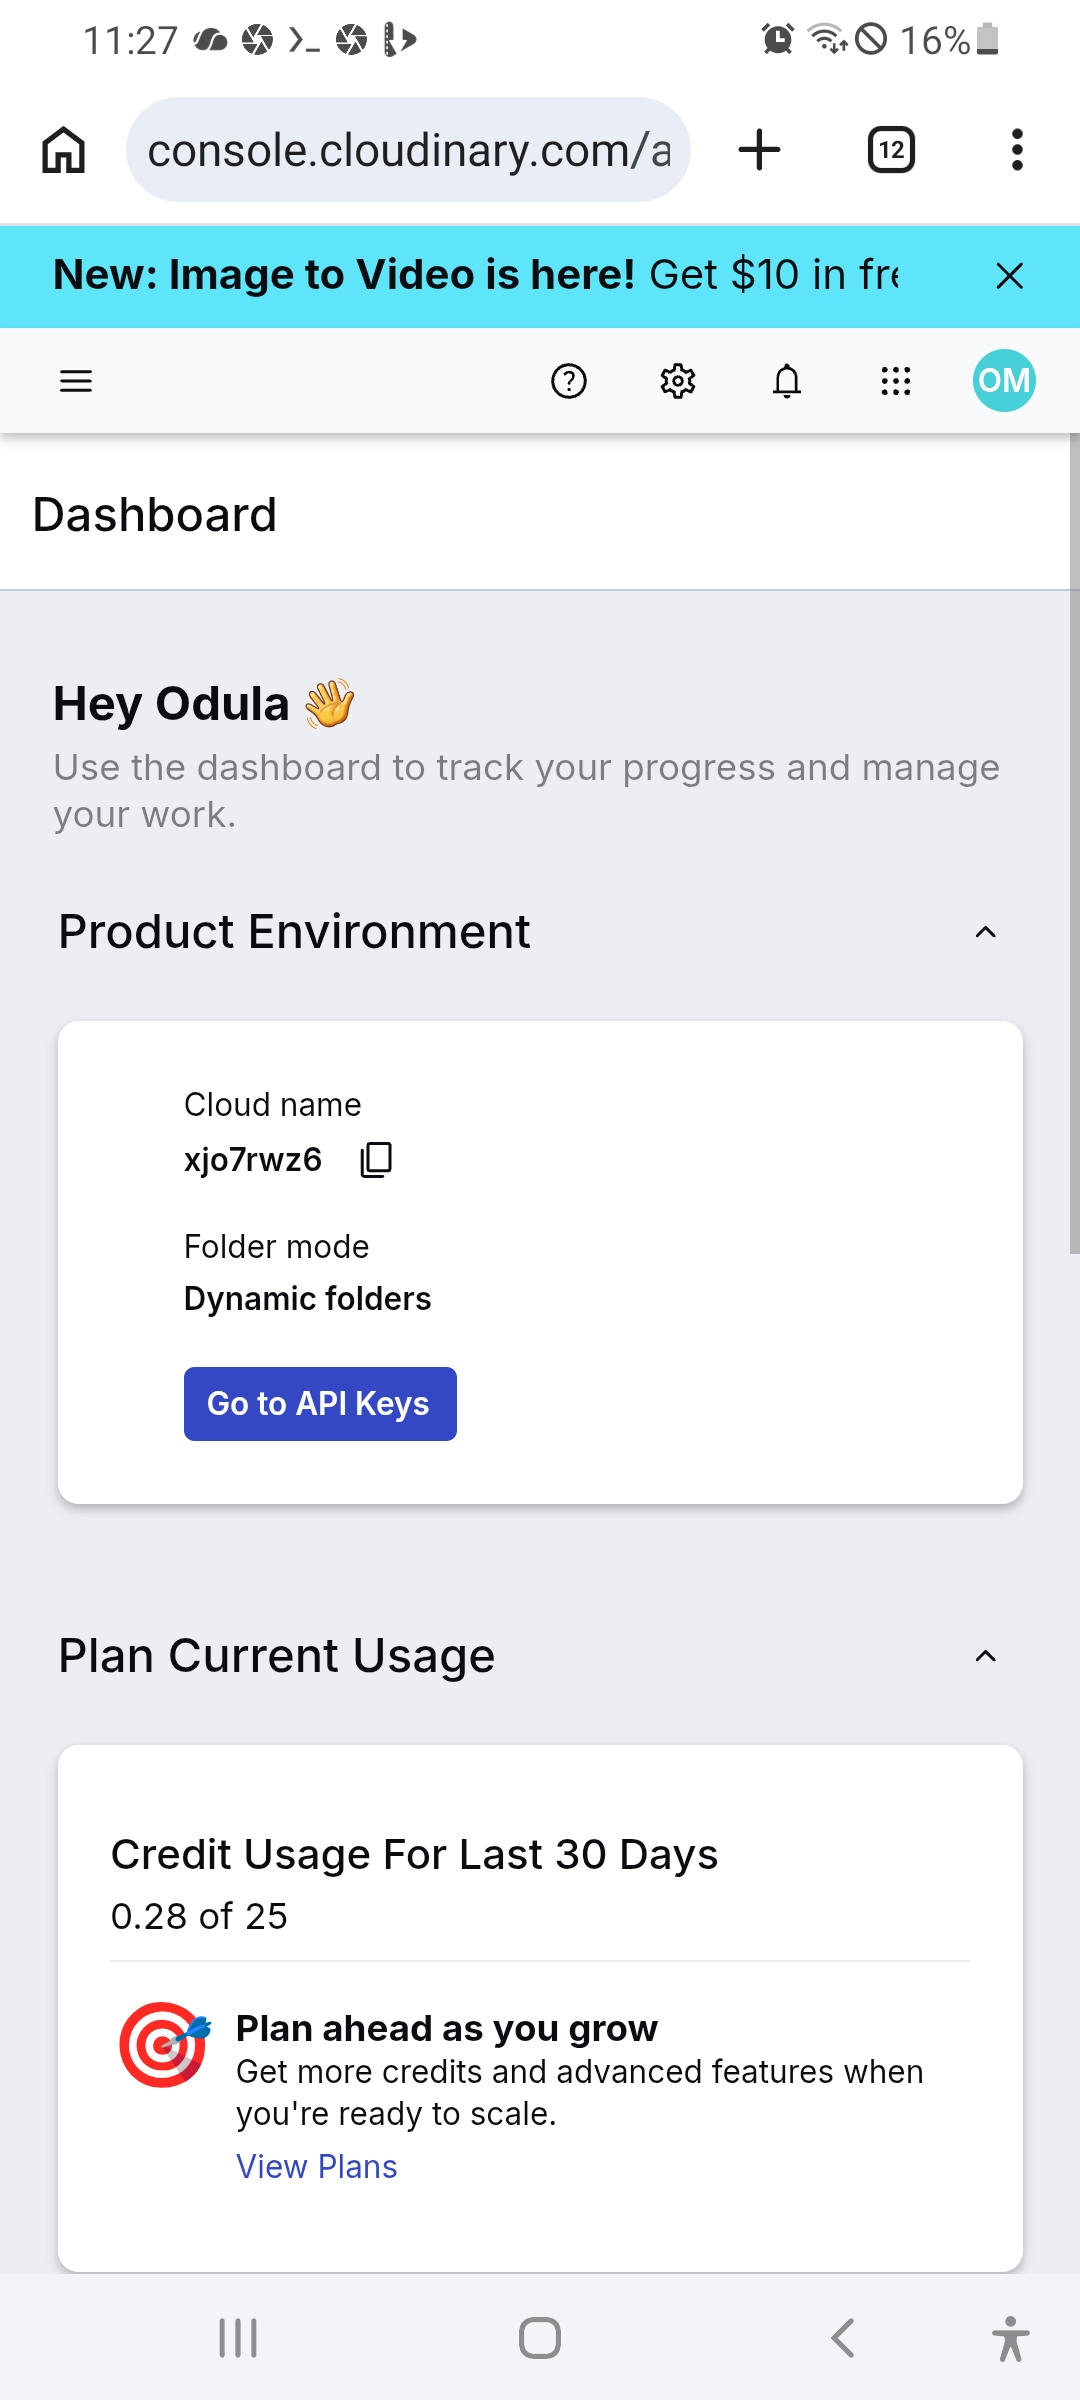 11:27
16%
console.cloudinary.com/a
12
New: Image to Video is here! Get $10 in fre
OM
Dashboard
Hey Odula 👋
Use the dashboard to track your progress and manage
your work.
Product Environment
Cloud name
xjo7rwz6
Folder mode
Dynamic folders
Go to API Keys
Plan Current Usage
Credit Usage For Last 30 Days
0.28 of 25
Plan ahead as you grow
Get more credits and advanced features when
you're ready to scale.
View Plans